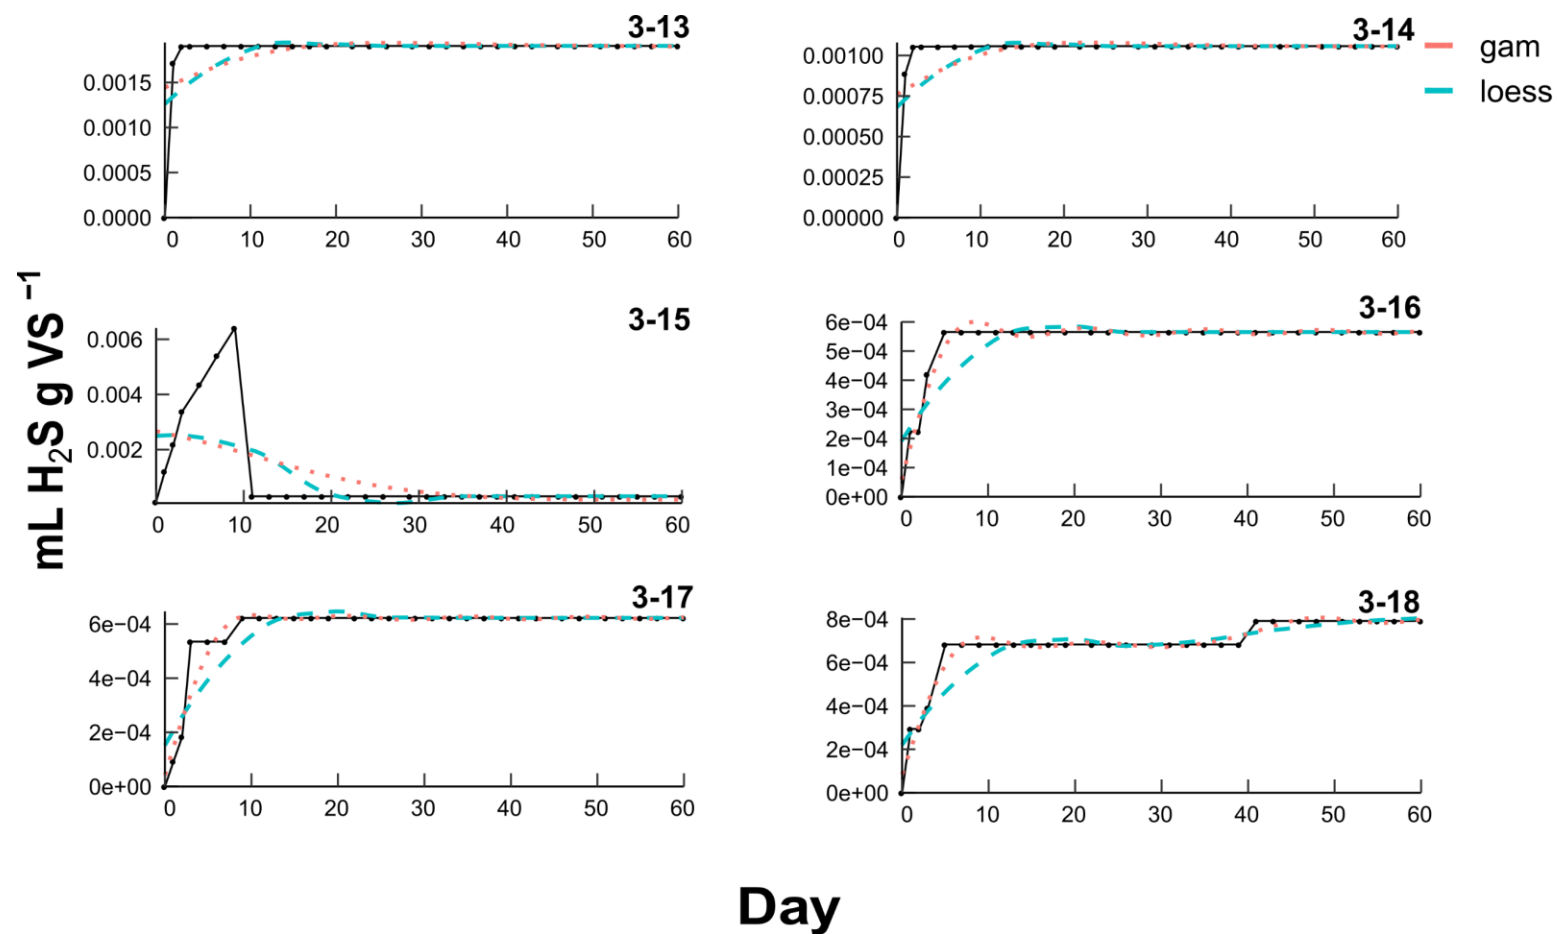 3-13
0.0015
0.0010
0.0005
0.0000
0 10 20 30 40 50 60
3-14
0.00100
0.00075
0.00050
0.00025
0.00000
0 10 20 30 40 50 60
gam
loess
mL H₂S g VS⁻¹
3-15
0.006
0.004
0.002
0 10 20 30 40 50 60
3-16
6e−04
5e−04
4e−04
3e−04
2e−04
1e−04
0e+00
0 10 20 30 40 50 60
3-17
6e−04
4e−04
2e−04
0e+00
0 10 20 30 40 50 60
3-18
8e−04
6e−04
4e−04
2e−04
0e+00
0 10 20 30 40 50 60
Day